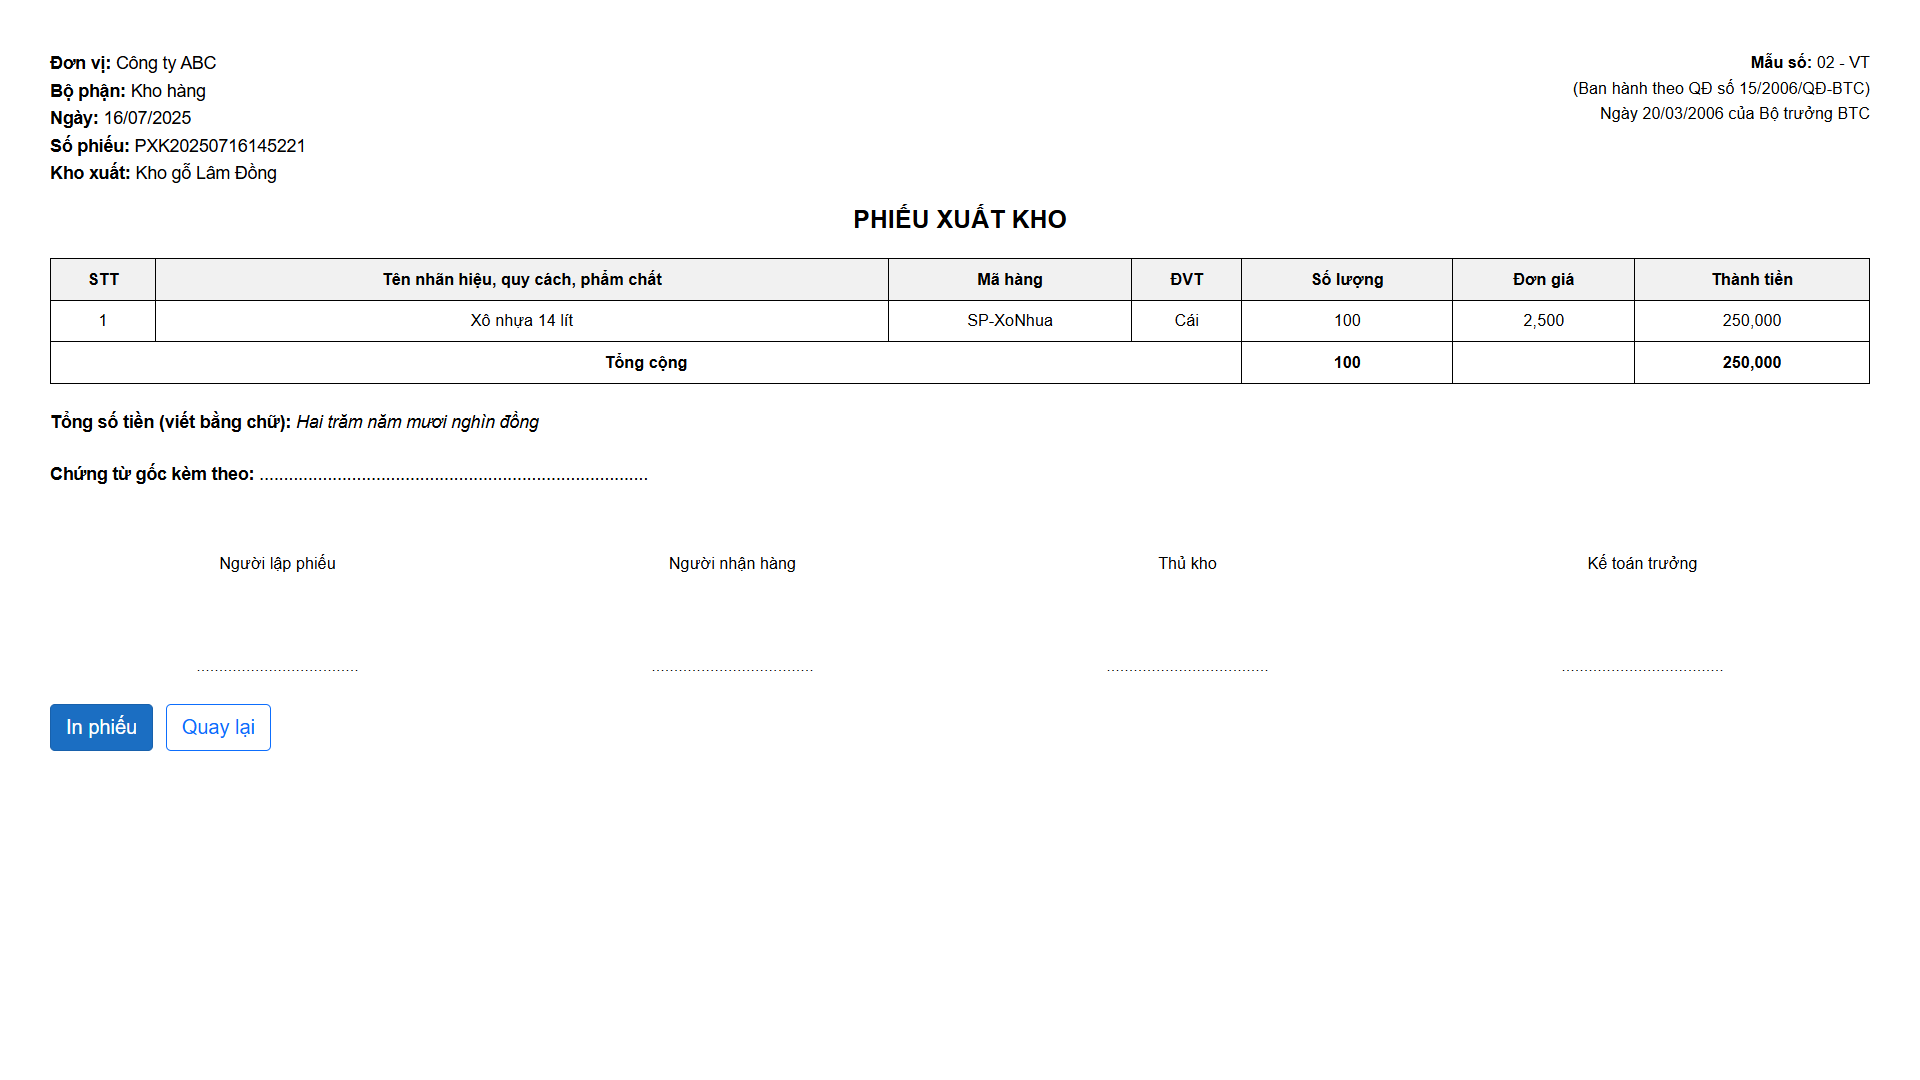 Đơn vị: Công ty ABC
Bộ phận: Kho hàng
Ngày: 16/07/2025
Số phiếu: PXK20250716145221
Kho xuất: Kho gỗ Lâm Đồng
Mẫu số: 02 - VT
(Ban hành theo QĐ số 15/2006/QĐ-BTC)
Ngày 20/03/2006 của Bộ trưởng BTC
PHIẾU XUẤT KHO
STT Tên nhãn hiệu, quy cách, phẩm chất Mã hàng ĐVT Số lượng Đơn giá Thành tiền
1 Xô nhựa 14 lít SP-XoNhua Cái 100 2,500 250,000
Tổng cộng 100 250,000
Tổng số tiền (viết bằng chữ): Hai trăm năm mươi nghìn đồng
Chứng từ gốc kèm theo: ................................................................................
Người lập phiếu Người nhận hàng Thủ kho Kế toán trưởng
.................................... .................................... .................................... ....................................
In phiếu Quay lại